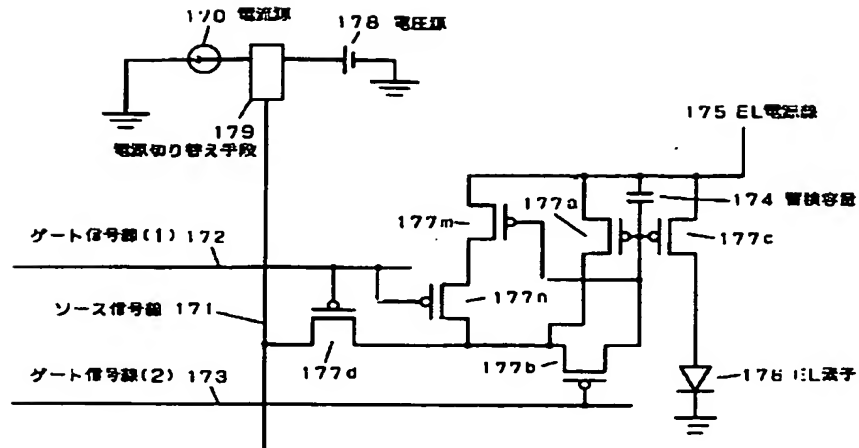 170 電流源
178 電圧源
179
電源切り替え手段
175 EL電源線
177a
174 蓄積容量
177m
177c
ゲート信号線(1) 172
177n
ソース信号線 171
177d
177b
176 EL素子
ゲート信号線(2) 173